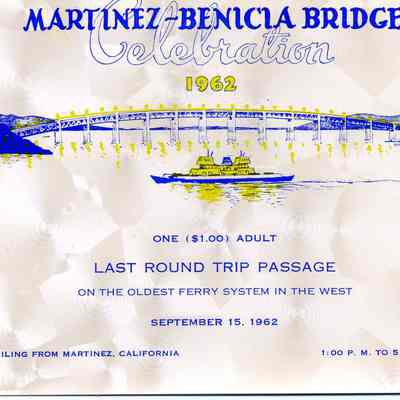 MARTINEZ-BENICIA BRIDGE
Celebration
1962
ONE ($1.00) ADULT
LAST ROUND TRIP PASSAGE
ON THE OLDEST FERRY SYSTEM IN THE WEST
SEPTEMBER 15, 1962
ILING FROM MARTINEZ, CALIFORNIA 1:00 P. M. TO 5